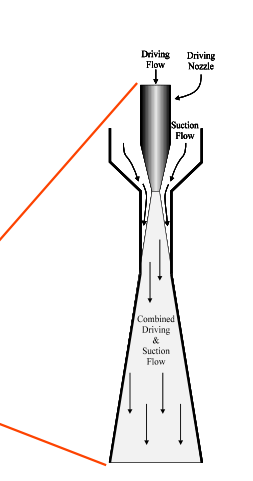 Driving
Flow
Driving
Nozzle
Suction
Flow
Combined
Driving
&
Suction
Flow